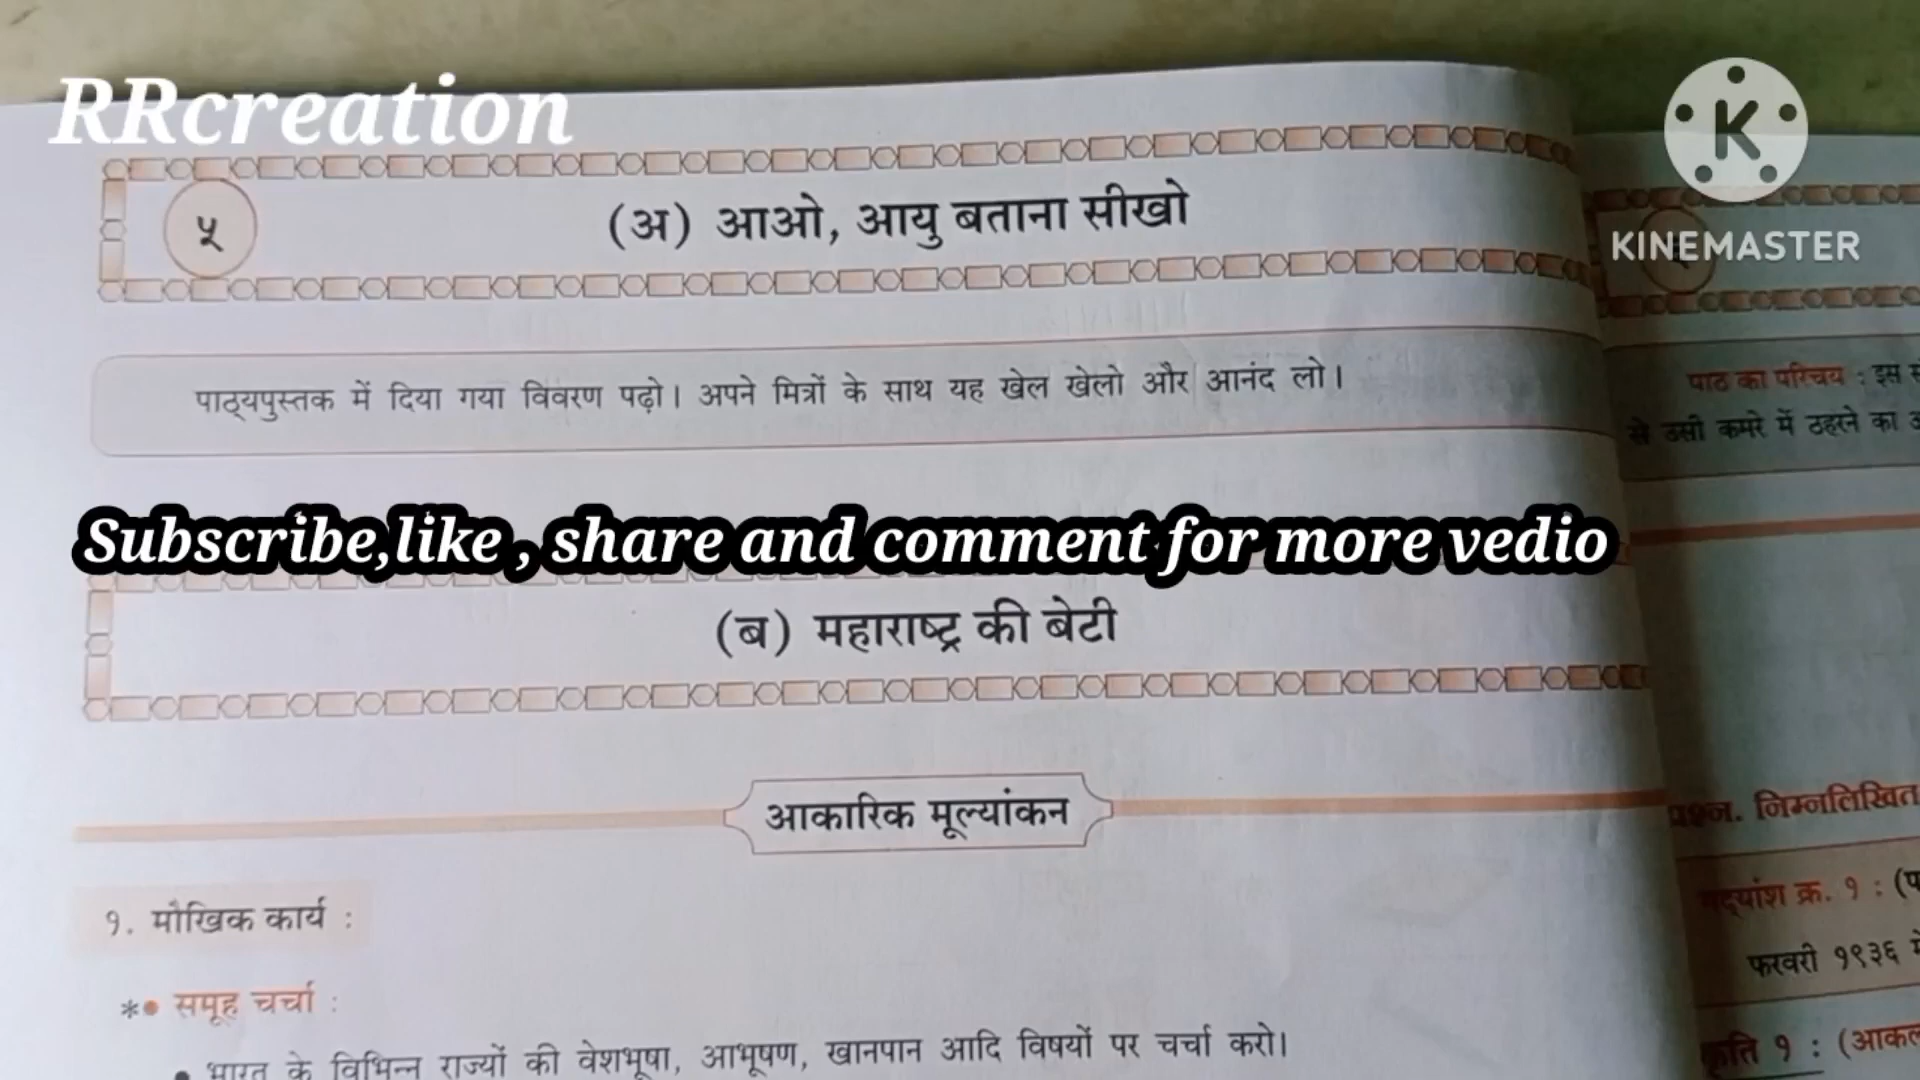 RRcreation
KINEMASTER
५
(अ) आओ, आयु बताना सीखो
पाठ्यपुस्तक में दिया गया विवरण पढ़ो। अपने मित्रों के साथ यह खेल खेलो और आनंद लो।
Subscribe,like , share and comment for more vedio
(ब) महाराष्ट्र की बेटी
आकारिक मूल्यांकन
१. मौखिक कार्य :
*• समूह चर्चा :
• भारत के विभिन्न राज्यों की वेशभूषा, आभूषण, खानपान आदि विषयों पर चर्चा करो।
पाठ का परिचय : इस
से उसी कमरे में ठहरने का
प्रश्न. निम्नलिखित
गद्यांश क्र. १ :
फरवरी १९३६
कृति १ :